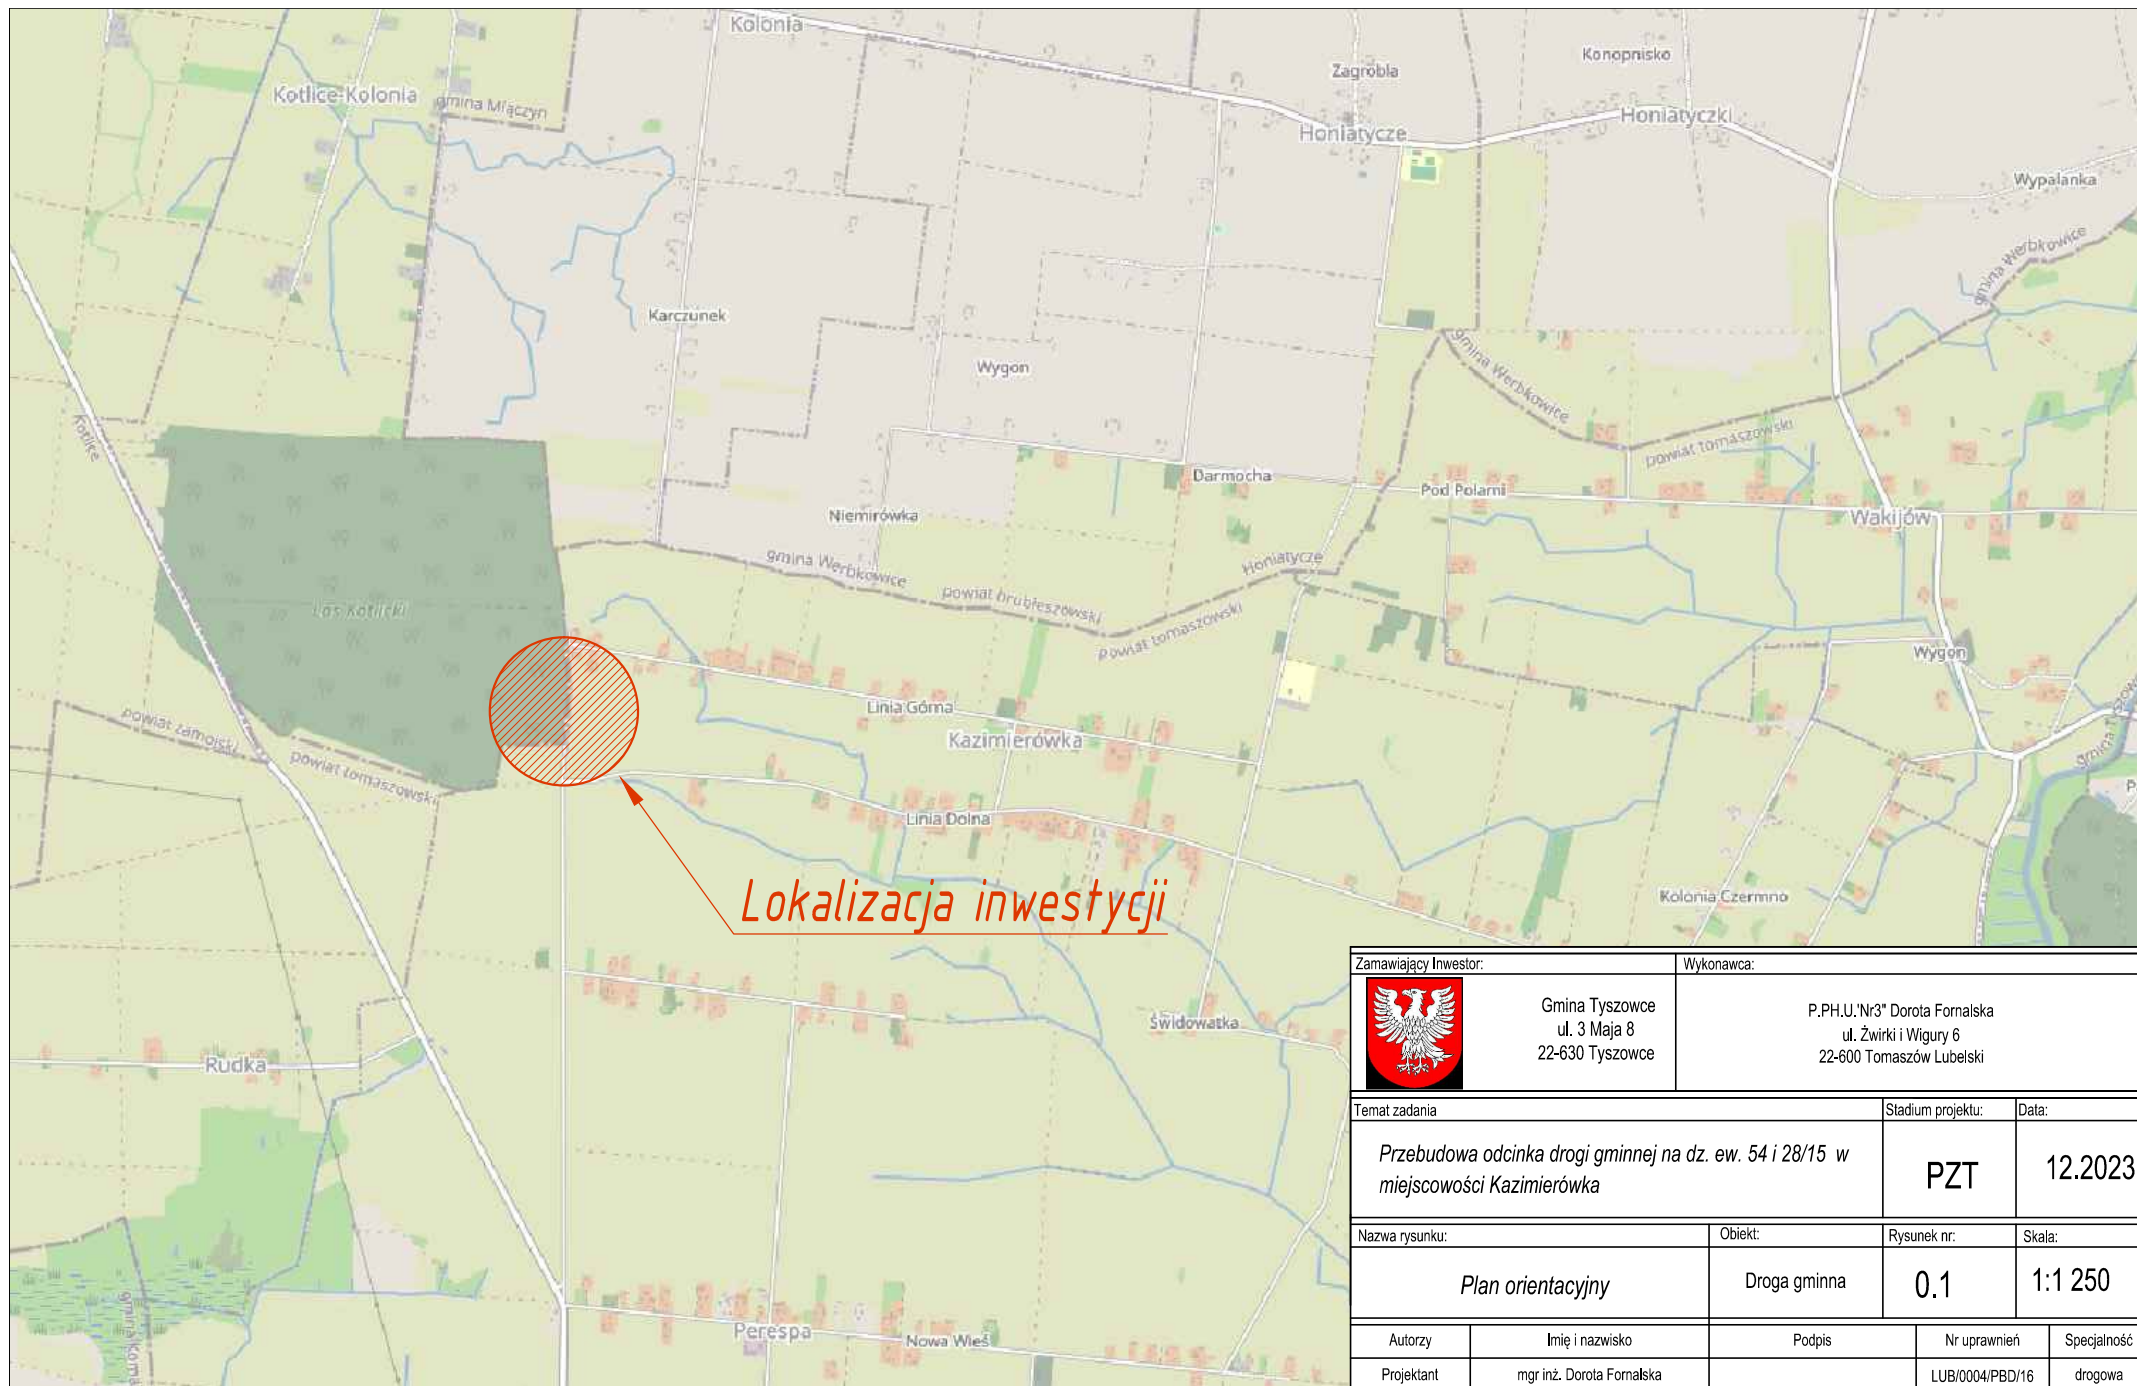 Kolonia
Konopnisko
Zagrobla
Kotlice-Kolonia
gmina Miączyn
Honiatyczki
Honiatycze
Wypalanka
gmina Werbkowice
Karczunek
gmina Werbkowice
Wygon
Kotlice
powiat tomaszowski
Darmocha
Pod Polami
Niemirówka
Wakijów
gmina Werbkowice
Honiatycze
powiat hrubieszowski
Las Kotlicki
powiat tomaszowski
Wygon
Linia Górna
powiat zamojski
Kazimierówka
powiat tomaszowski
Linia Dolna
Lokalizacja inwestycji
Kolonia Czermno
Świdowatka
Rudka
Perespa
Nowa Wieś
Zamawiający Inwestor:
Wykonawca:
Gmina Tyszowce
ul. 3 Maja 8
22-630 Tyszowce
P.PH.U.'Nr3" Dorota Fornalska
ul. Żwirki i Wigury 6
22-600 Tomaszów Lubelski
Temat zadania
Stadium projektu:
Data:
Przebudowa odcinka drogi gminnej na dz. ew. 54 i 28/15 w
miejscowości Kazimierówka
PZT
12.2023
Nazwa rysunku:
Obiekt:
Rysunek nr:
Skala:
Plan orientacyjny
Droga gminna
0.1
1:1 250
Autorzy
Imię i nazwisko
Podpis
Nr uprawnień
Specjalność
Projektant
mgr inż. Dorota Fornalska
LUB/0004/PBD/16
drogowa